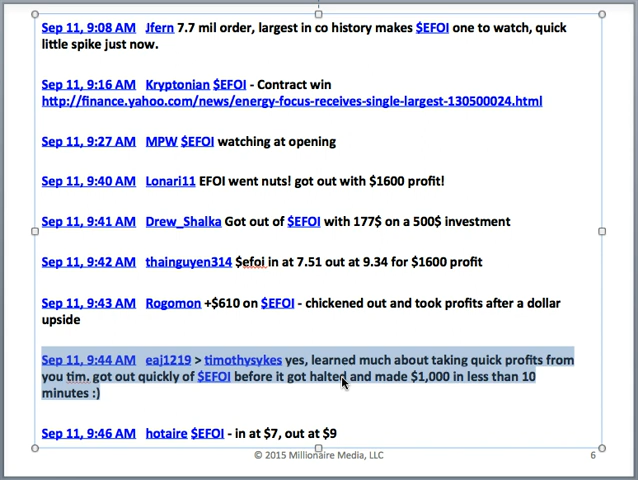 Sep 11, 9:08 AM Jfern 7.7 mil order, largest in co history makes $EFOI one to watch, quick
little spike just now.
Sep 11, 9:16 AM Kryptonian $EFOI - Contract win
http://finance.yahoo.com/news/energy-focus-receives-single-largest-130500024.html
Sep 11, 9:27 AM MPW $EFOI watching at opening
Sep 11, 9:40 AM Lonari11 EFOI went nuts! got out with $1600 profit!
Sep 11, 9:41 AM Drew_Shalka Got out of $EFOI with 177$ on a 500$ investment
Sep 11, 9:42 AM thainguyen314 $efoi in at 7.51 out at 9.34 for $1600 profit
Sep 11, 9:43 AM Rogomon +$610 on $EFOI - chickened out and took profits after a dollar
upside
Sep 11, 9:44 AM eaj1219 > timothysykes yes, learned much about taking quick profits from
you tim. got out quickly of $EFOI before it got halted and made $1,000 in less than 10
minutes :)
Sep 11, 9:46 AM hotaire $EFOI - in at $7, out at $9
© 2015 Millionaire Media, LLC
6